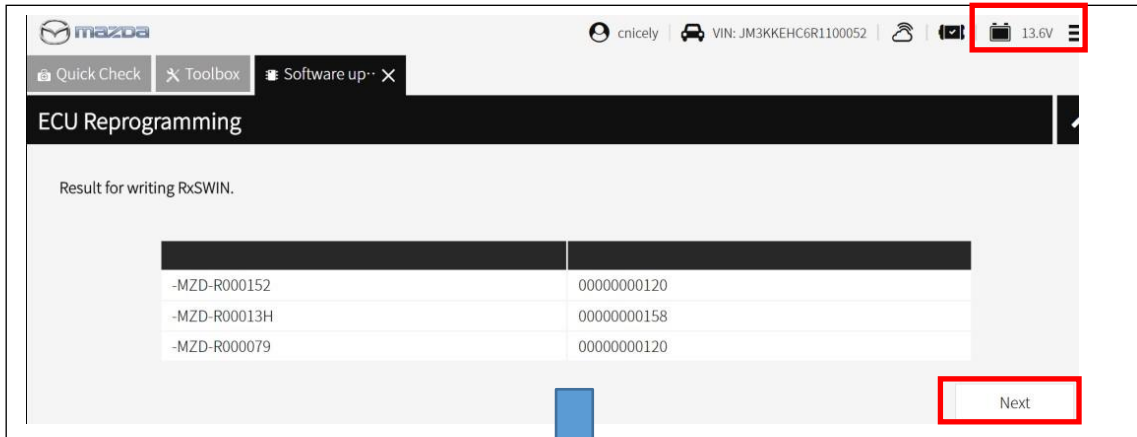 mazda cnicely VIN: JM3KKEHC6R1100052 13.6V
Quick Check Toolbox Software up··
ECU Reprogramming
Result for writing RxSWIN.
-MZD-R000152 00000000120
-MZD-R00013H 00000000158
-MZD-R000079 00000000120
Next